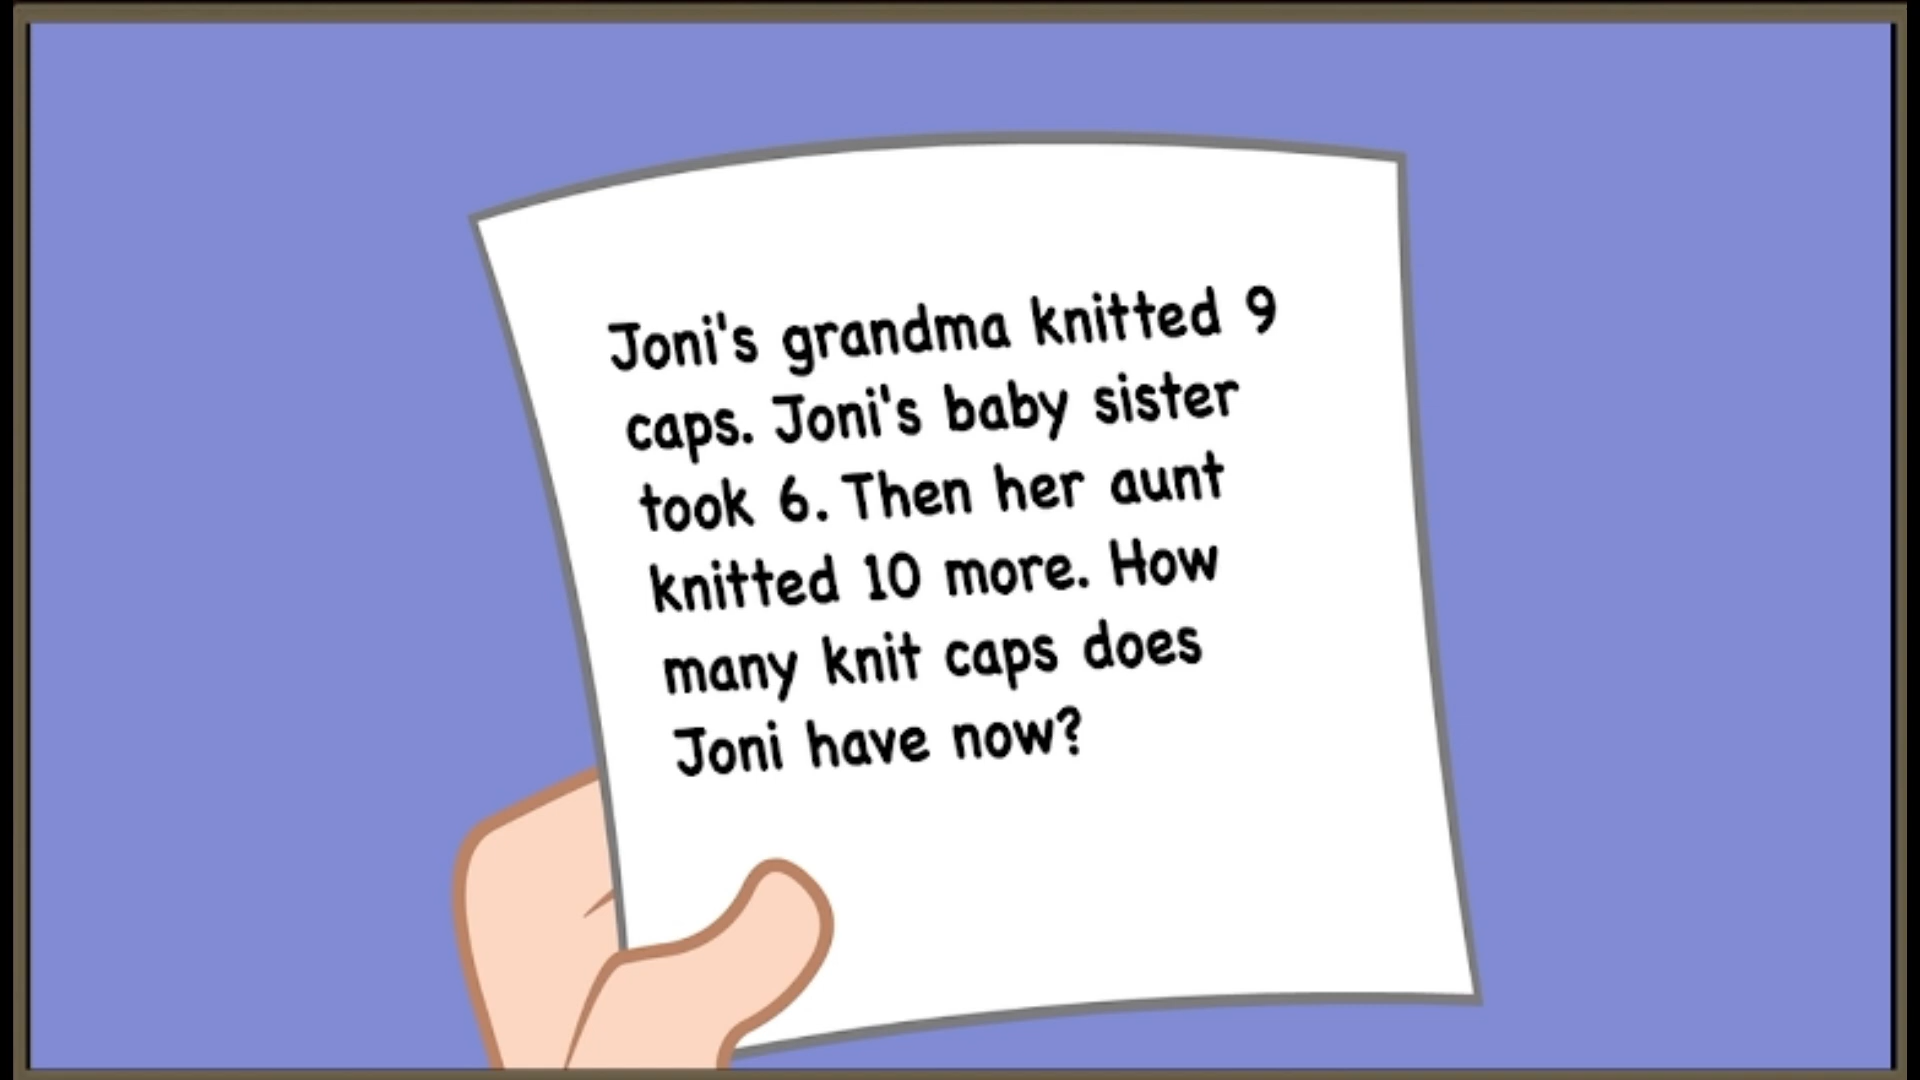 Joni's grandma knitted 9
caps. Joni's baby sister
took 6. Then her aunt
knitted 10 more. How
many knit caps does
Joni have now?